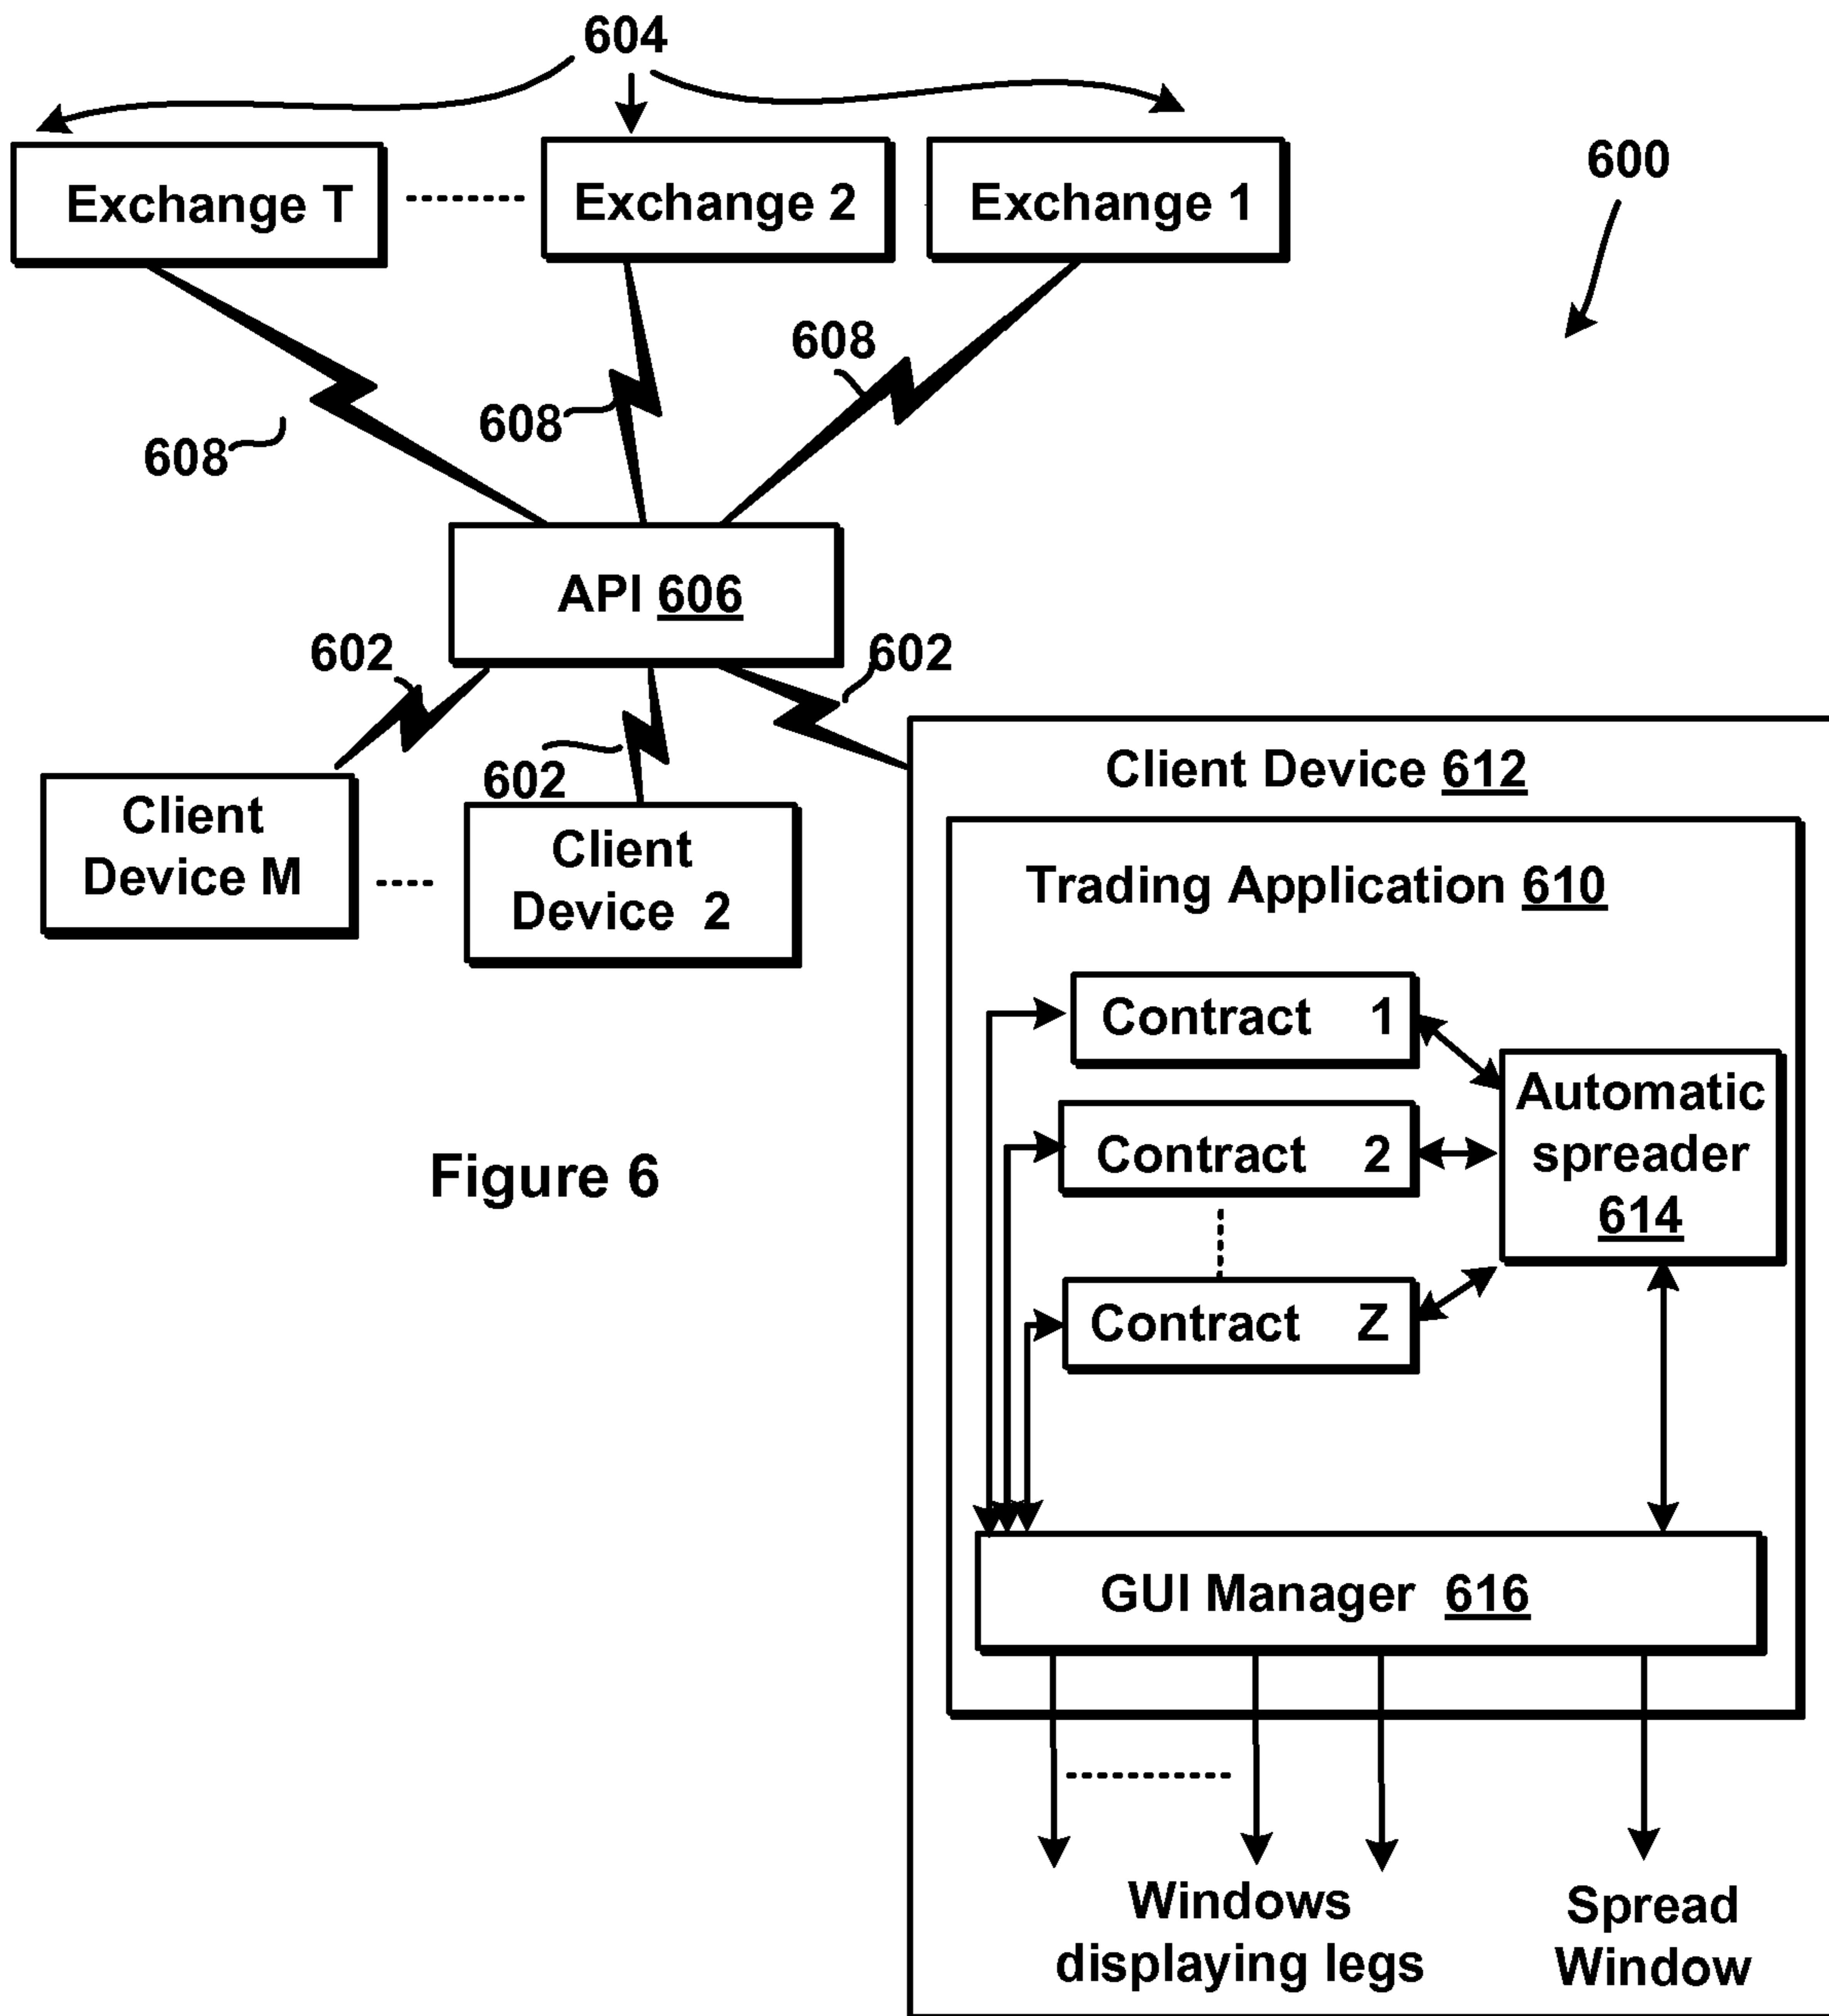 604
600
Exchange T
Exchange 2
Exchange 1
608
608
608
API 606
602
602
602
Client
Device M
Client
Device 2
Client Device 612
Trading Application 610
Contract 1
Contract 2
Contract Z
Automatic
spreader
614
Figure 6
GUI Manager 616
Windows
displaying legs
Spread
Window